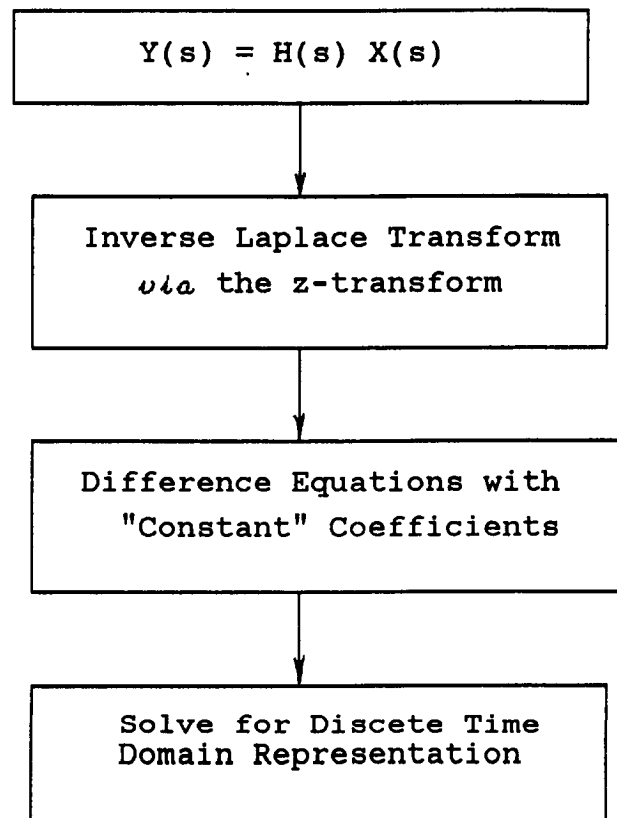 Y(s) = H(s) X(s)
Inverse Laplace Transform
via the z-transform
Difference Equations with
"Constant" Coefficients
Solve for Discete Time
Domain Representation